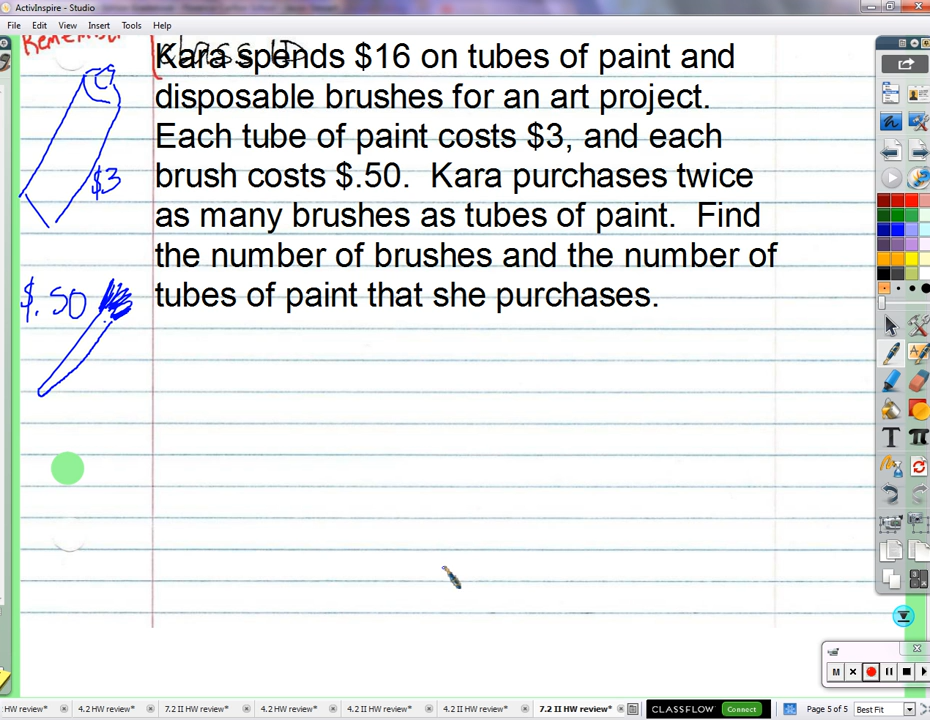 ActivInspire - Studio
File Edit View Insert Tools Help
Remember
Class ID
Kara spends $16 on tubes of paint and
disposable brushes for an art project.
Each tube of paint costs $3, and each
brush costs $.50. Kara purchases twice
as many brushes as tubes of paint. Find
the number of brushes and the number of
tubes of paint that she purchases.
$3
$.50
HW review* 4.2 HW review* 7.2 II HW review* 4.2 HW review* 4.2 II HW review* 4.2 II HW review* 7.2 II HW review* CLASSFLOW Connect Page 5 of 5 Best Fit